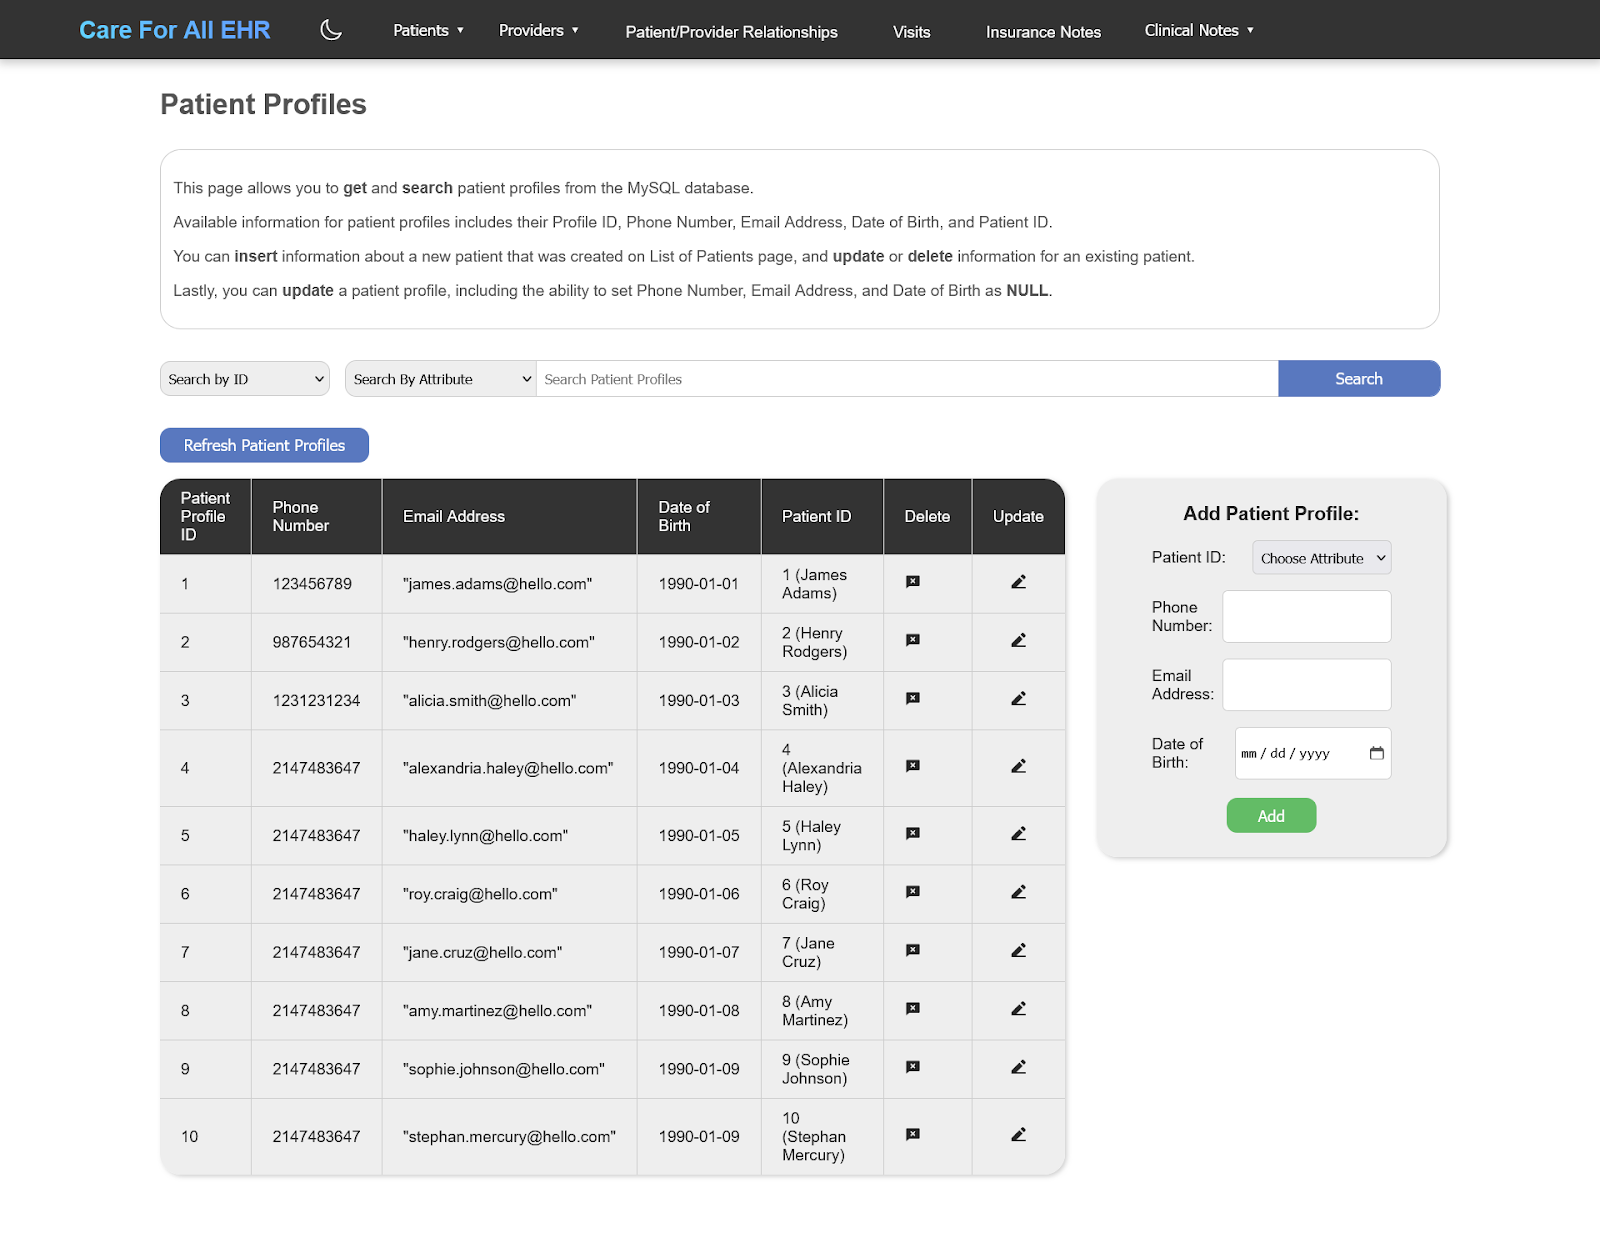 Care For All EHR
Patients ▼
Providers ▼
Patient/Provider Relationships
Visits
Insurance Notes
Clinical Notes ▼
Patient Profiles
This page allows you to get and search patient profiles from the MySQL database.
Available information for patient profiles includes their Profile ID, Phone Number, Email Address, Date of Birth, and Patient ID.
You can insert information about a new patient that was created on List of Patients page, and update or delete information for an existing patient.
Lastly, you can update a patient profile, including the ability to set Phone Number, Email Address, and Date of Birth as NULL.
Search by ID
Search By Attribute
Search Patient Profiles
Search
Refresh Patient Profiles
Patient
Profile
ID
Phone
Number
Email Address
Date of
Birth
Patient ID
Delete
Update
1
123456789
"james.adams@hello.com"
1990-01-01
1 (James
Adams)
2
987654321
"henry.rodgers@hello.com"
1990-01-02
2 (Henry
Rodgers)
3
1231231234
"alicia.smith@hello.com"
1990-01-03
3 (Alicia
Smith)
4
2147483647
"alexandria.haley@hello.com"
1990-01-04
4
(Alexandria
Haley)
5
2147483647
"haley.lynn@hello.com"
1990-01-05
5 (Haley
Lynn)
6
2147483647
"roy.craig@hello.com"
1990-01-06
6 (Roy
Craig)
7
2147483647
"jane.cruz@hello.com"
1990-01-07
7 (Jane
Cruz)
8
2147483647
"amy.martinez@hello.com"
1990-01-08
8 (Amy
Martinez)
9
2147483647
"sophie.johnson@hello.com"
1990-01-09
9 (Sophie
Johnson)
10
2147483647
"stephan.mercury@hello.com"
1990-01-09
10
(Stephan
Mercury)
Add Patient Profile:
Patient ID:
Choose Attribute
Phone
Number:
Email
Address:
Date of
Birth:
mm / dd / yyyy
Add